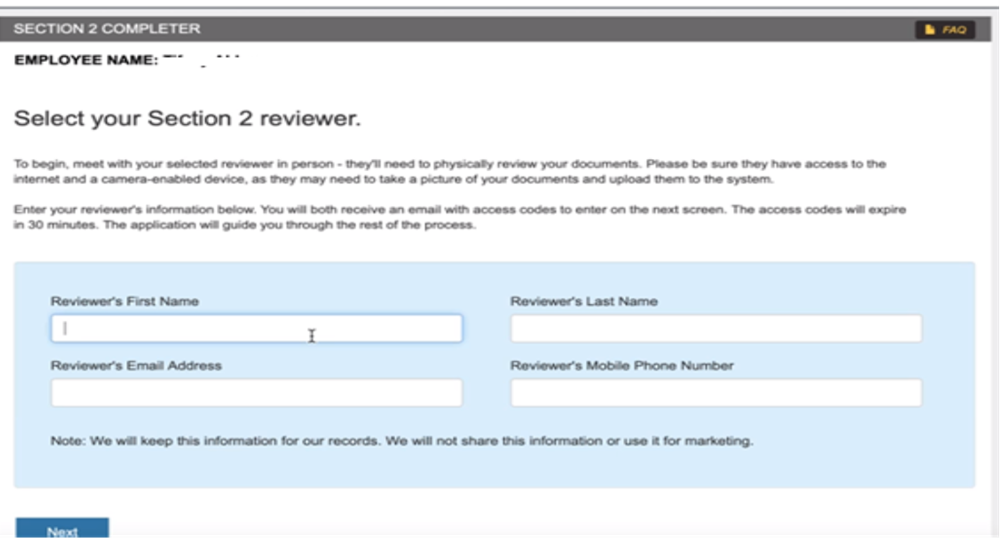 SECTION 2 COMPLETER
FAQ
EMPLOYEE NAME:
Select your Section 2 reviewer.
To begin, meet with your selected reviewer in person - they'll need to physically review your documents. Please be sure they have access to the
internet and a camera-enabled device, as they may need to take a picture of your documents and upload them to the system.
Enter your reviewer's information below. You will both receive an email with access codes to enter on the next screen. The access codes will expire
in 30 minutes. The application will guide you through the rest of the process.
Reviewer's First Name
Reviewer's Last Name
Reviewer's Email Address
Reviewer's Mobile Phone Number
Note: We will keep this information for our records. We will not share this information or use it for marketing.
Next